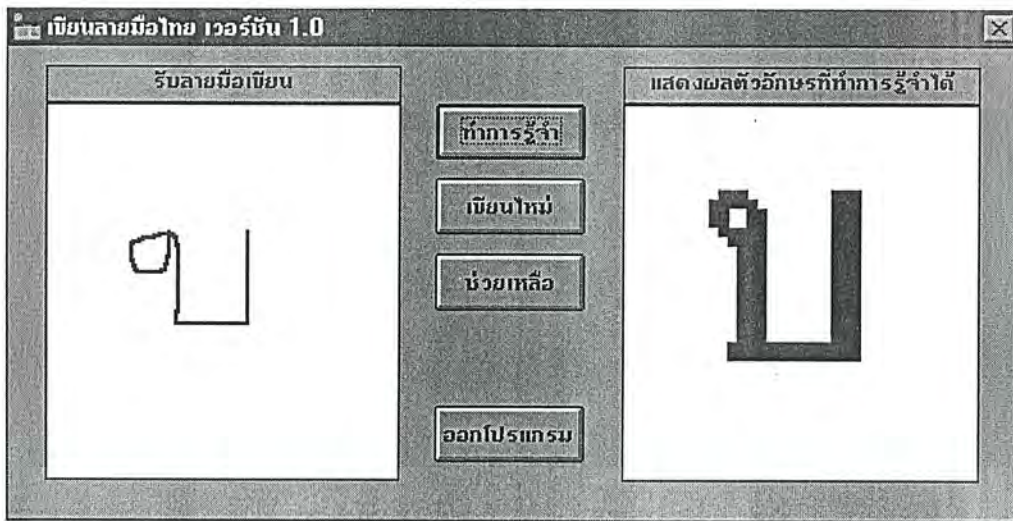 เขียนลายมือไทย เวอร์ชัน 1.0
รับลายมือเขียน
บ
ทำการรู้จำ
เขียนใหม่
ช่วยเหลือ
ออกโปรแกรม
แสดงผลตัวอักษรที่ทำการรู้จำได้
บ